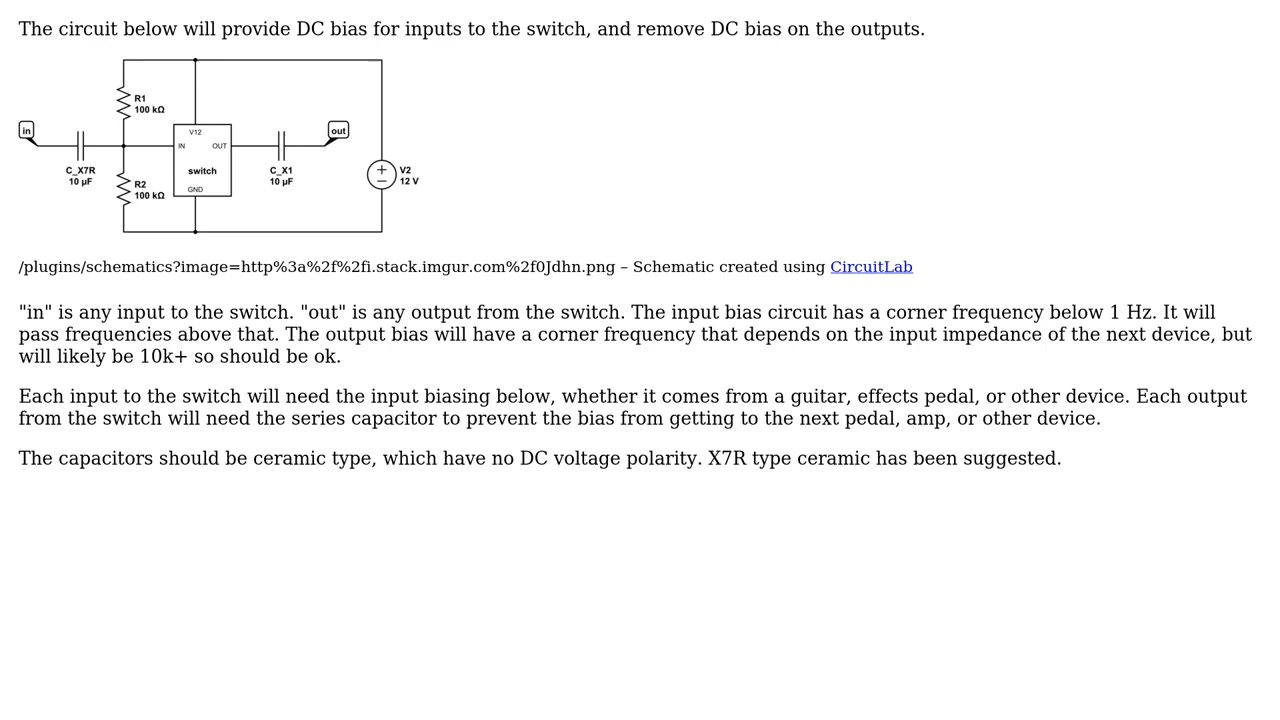 The circuit below will provide DC bias for inputs to the switch, and remove DC bias on the outputs.
R1
100 kΩ
in
V12
out
IN
OUT
C_X7R
10 µF
switch
C_X1
10 µF
V2
12 V
R2
100 kΩ
GND
/plugins/schematics?image=http%3a%2f%2fi.stack.imgur.com%2f0Jdhn.png – Schematic created using CircuitLab
"in" is any input to the switch. "out" is any output from the switch. The input bias circuit has a corner frequency below 1 Hz. It will
pass frequencies above that. The output bias will have a corner frequency that depends on the input impedance of the next device, but
will likely be 10k+ so should be ok.
Each input to the switch will need the input biasing below, whether it comes from a guitar, effects pedal, or other device. Each output
from the switch will need the series capacitor to prevent the bias from getting to the next pedal, amp, or other device.
The capacitors should be ceramic type, which have no DC voltage polarity. X7R type ceramic has been suggested.